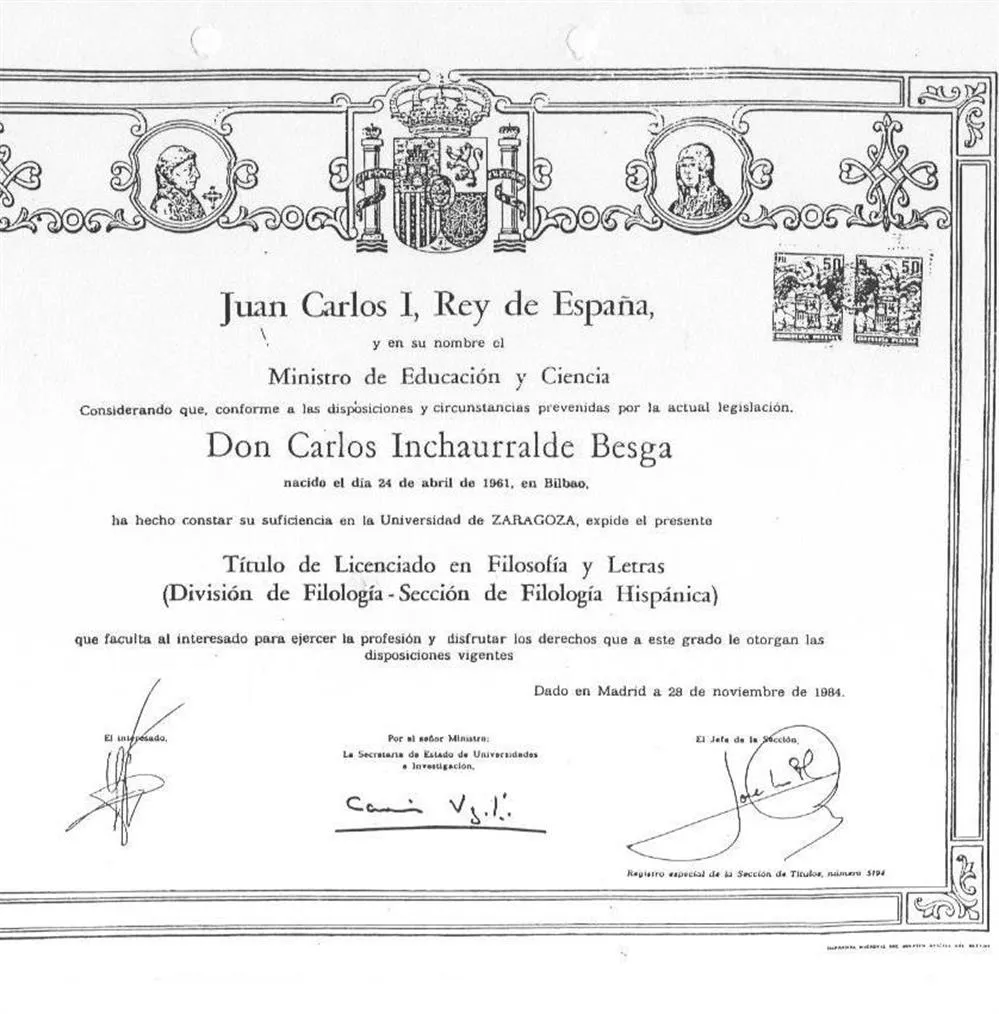 50
50
Juan Carlos I, Rey de España,
y en su nombre el
Ministro de Educación y Ciencia
Considerando que, conforme a las disposiciones y circunstancias prevenidas por la actual legislación,
Don Carlos Inchaurralde Besga
nacido el día 24 de abril de 1961, en Bilbao,
ha hecho constar su suficiencia en la Universidad de ZARAGOZA, expide el presente
Título de Licenciado en Filosofía y Letras
(División de Filología - Sección de Filología Hispánica)
que faculta al interesado para ejercer la profesión y disfrutar los derechos que a este grado le otorgan las
disposiciones vigentes
Dado en Madrid a 28 de noviembre de 1984.
El interesado,
Por el señor Ministro:
La Secretaria de Estado de Universidades
e Investigación,
El Jefe de la Sección,
Registro especial de la Sección de Títulos, número 5194